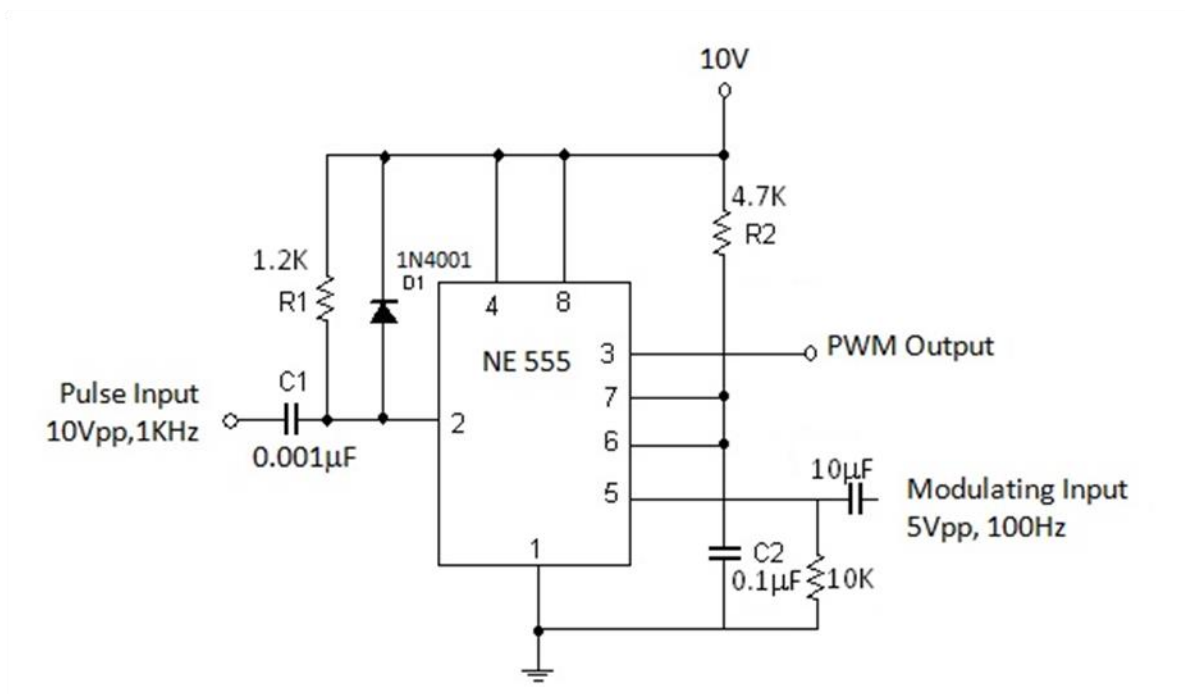 10V
4.7K
R2
1.2K
R1
1N4001
D1
4
8
NE 555
3
PWM Output
7
C1
Pulse Input
10Vpp,1KHz
2
0.001µF
6
5
10µF
Modulating Input
5Vpp, 100Hz
1
C2
0.1µF
10K